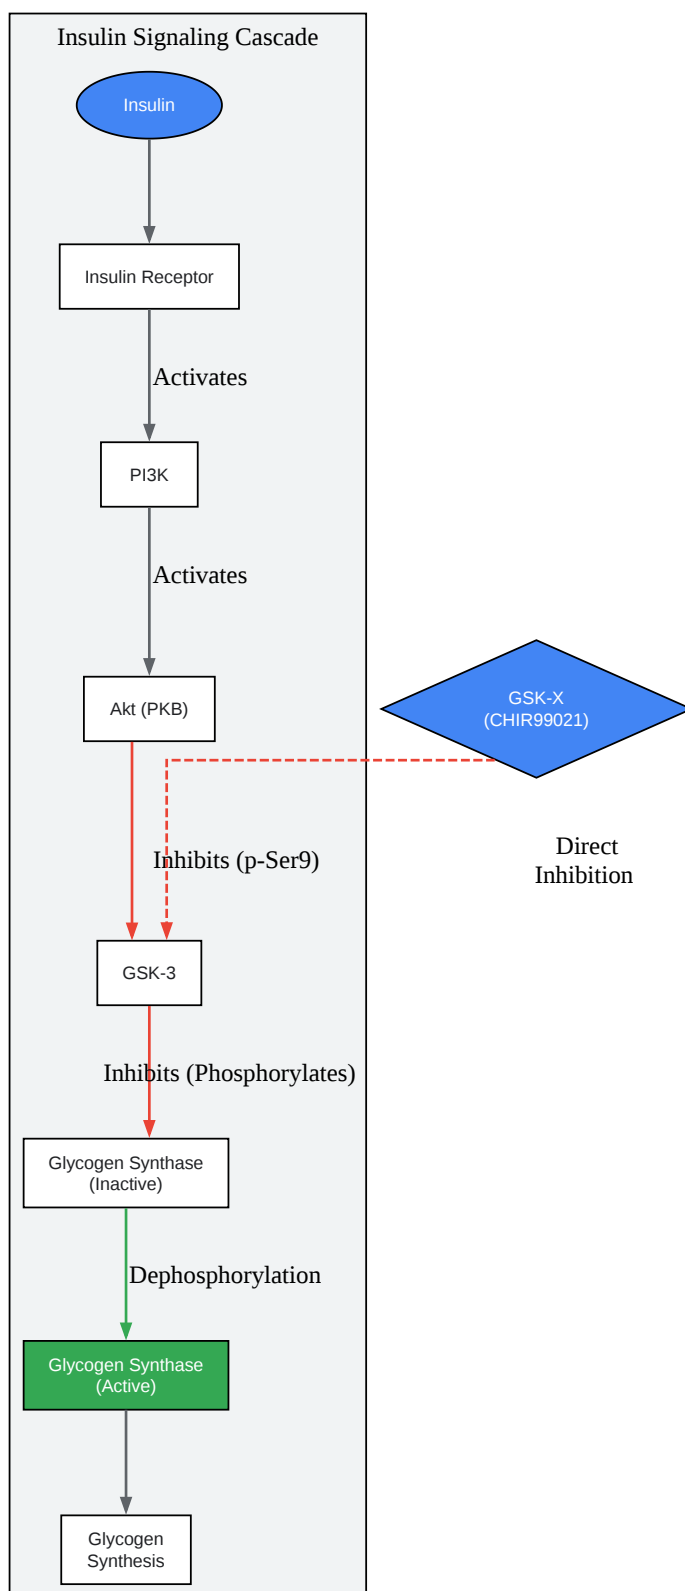 Insulin Signaling Cascade
Insulin
Insulin Receptor
Activates
PI3K
Activates
Akt (PKB)
GSK-X
(CHIR99021)
Inhibits (p-Ser9)
Direct
Inhibition
GSK-3
Inhibits (Phosphorylates)
Glycogen Synthase
(Inactive)
Dephosphorylation
Glycogen Synthase
(Active)
Glycogen
Synthesis